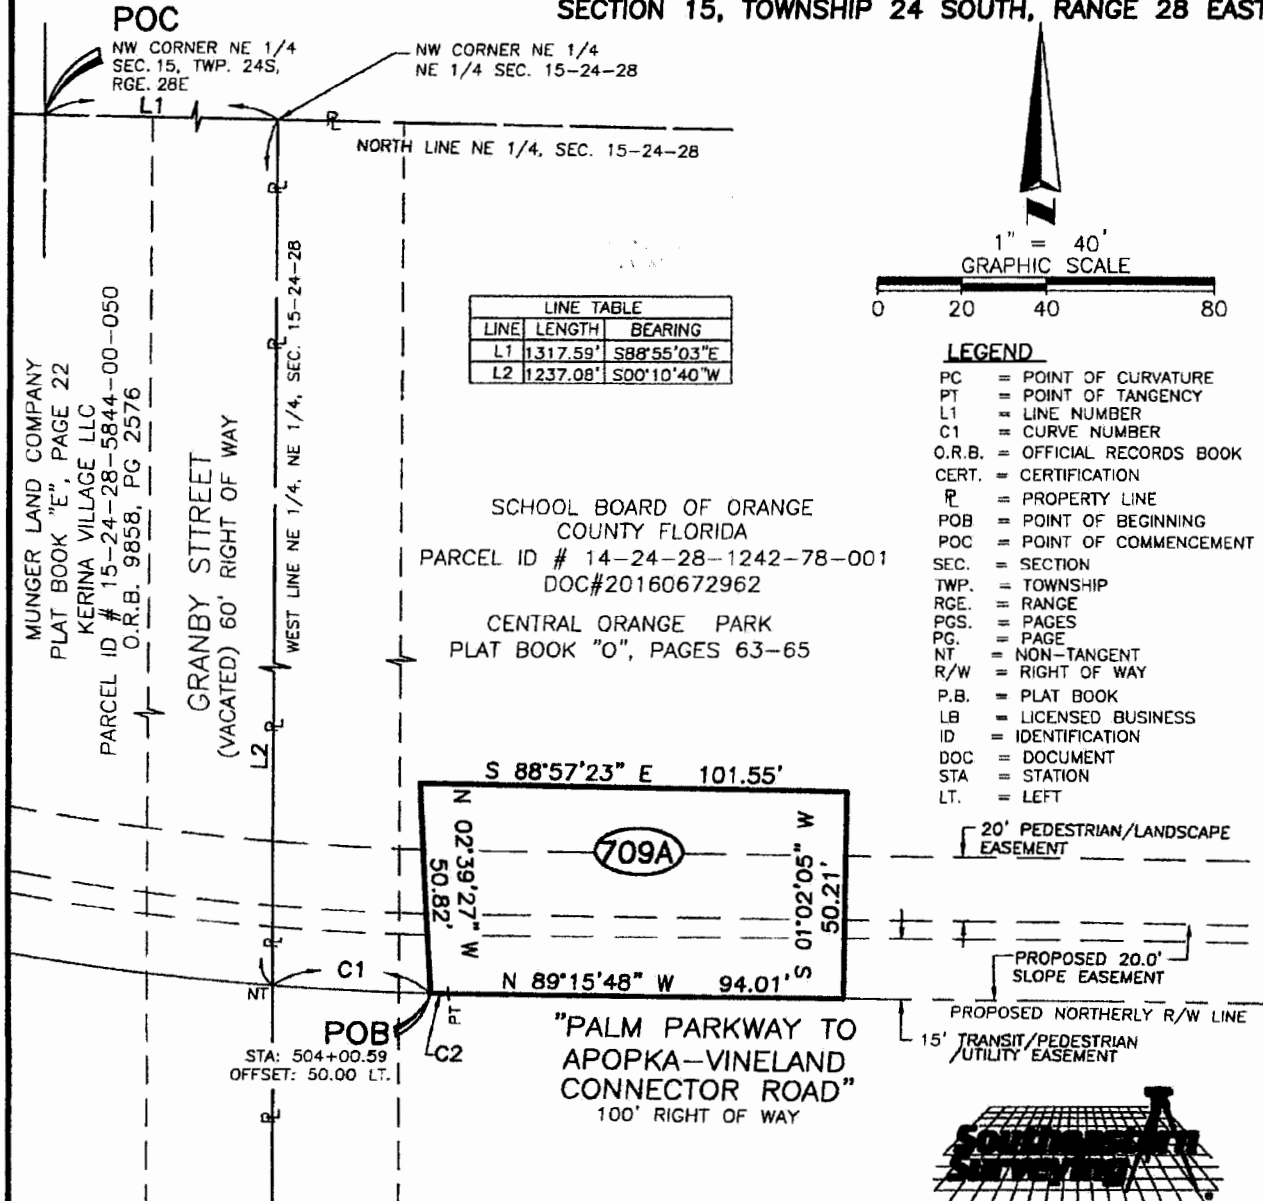 SECTION 15, TOWNSHIP 24 SOUTH, RANGE 28 EAST
POC
NW CORNER NE 1/4
SEC. 15, TWP. 24S,
RGE. 28E
NW CORNER NE 1/4
NE 1/4 SEC. 15-24-28
L1
NORTH LINE NE 1/4, SEC. 15-24-28
1" = 40'
GRAPHIC SCALE
0 20 40 80
LINE TABLE
LINE LENGTH BEARING
L1 1317.59' S88°55'03"E
L2 1237.08' S00°10'40"W
LEGEND
PC = POINT OF CURVATURE
PT = POINT OF TANGENCY
L1 = LINE NUMBER
C1 = CURVE NUMBER
O.R.B. = OFFICIAL RECORDS BOOK
CERT. = CERTIFICATION
PL = PROPERTY LINE
POB = POINT OF BEGINNING
POC = POINT OF COMMENCEMENT
SEC. = SECTION
TWP. = TOWNSHIP
RGE. = RANGE
PGS. = PAGES
PG. = PAGE
NT = NON-TANGENT
R/W = RIGHT OF WAY
P.B. = PLAT BOOK
LB = LICENSED BUSINESS
ID = IDENTIFICATION
DOC = DOCUMENT
STA = STATION
LT. = LEFT
MUNGER LAND COMPANY
PLAT BOOK "E", PAGE 22
KERINA VILLAGE LLC
PARCEL ID # 15-24-28-5844-00-050
O.R.B. 9858, PG 2576
GRANBY STTREET
(VACATED) 60' RIGHT OF WAY
L2
WEST LINE NE 1/4, NE 1/4, SEC. 15-24-28
SCHOOL BOARD OF ORANGE
COUNTY FLORIDA
PARCEL ID # 14-24-28-1242-78-001
DOC#20160672962
CENTRAL ORANGE PARK
PLAT BOOK "O", PAGES 63-65
S 88°57'23" E 101.55'
N 02°39'27" W
50.82'
709A
S 01°02'05" W
50.21'
N 89°15'48" W 94.01'
20' PEDESTRIAN/LANDSCAPE
EASEMENT
PROPOSED 20.0'
SLOPE EASEMENT
PROPOSED NORTHERLY R/W LINE
15' TRANSIT/PEDESTRIAN
/UTILITY EASEMENT
C1
NT
PT
POB
STA: 504+00.59
OFFSET: 50.00 LT.
C2
"PALM PARKWAY TO
APOPKA-VINELAND
CONNECTOR ROAD"
100' RIGHT OF WAY
Southeastern
Surveying